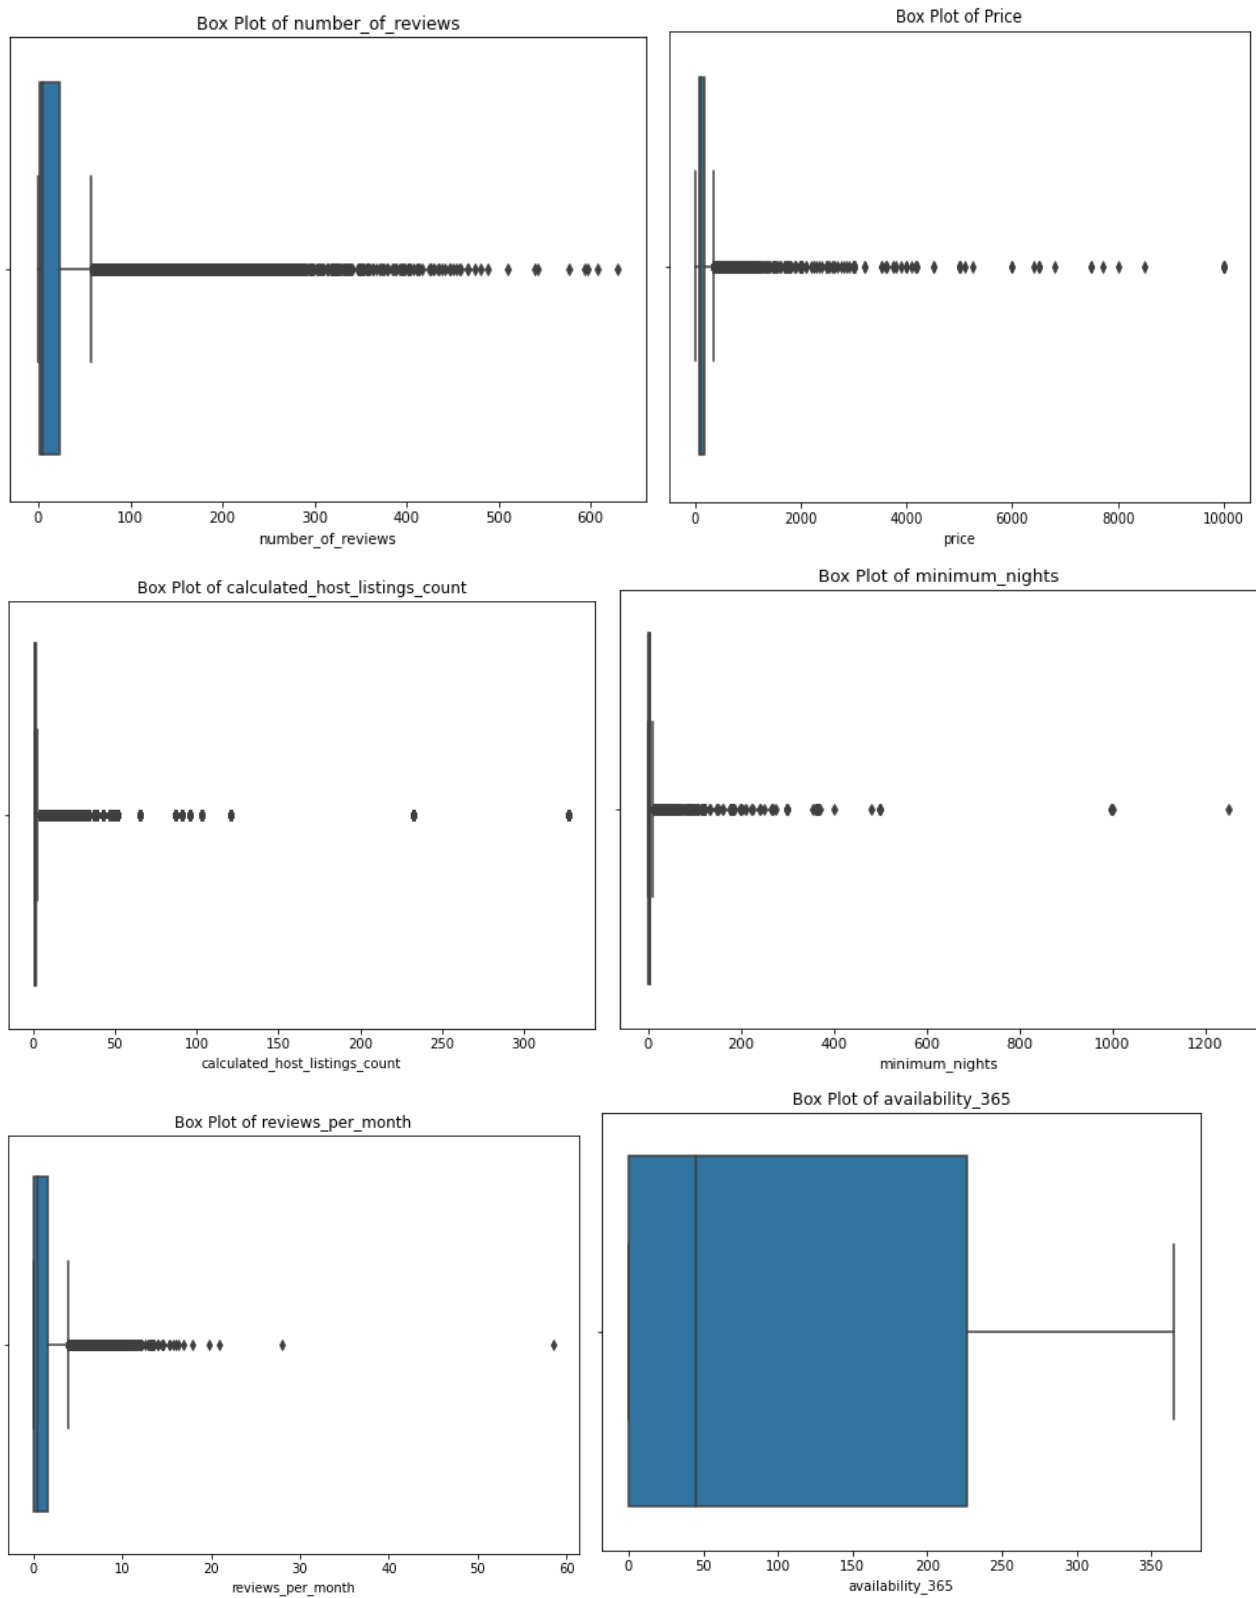 Box Plot of number_of_reviews
0 100 200 300 400 500 600
number_of_reviews
Box Plot of Price
0 2000 4000 6000 8000 10000
price
Box Plot of calculated_host_listings_count
0 50 100 150 200 250 300
calculated_host_listings_count
Box Plot of minimum_nights
0 200 400 600 800 1000 1200
minimum_nights
Box Plot of reviews_per_month
0 10 20 30 40 50 60
reviews_per_month
Box Plot of availability_365
0 50 100 150 200 250 300 350
availability_365